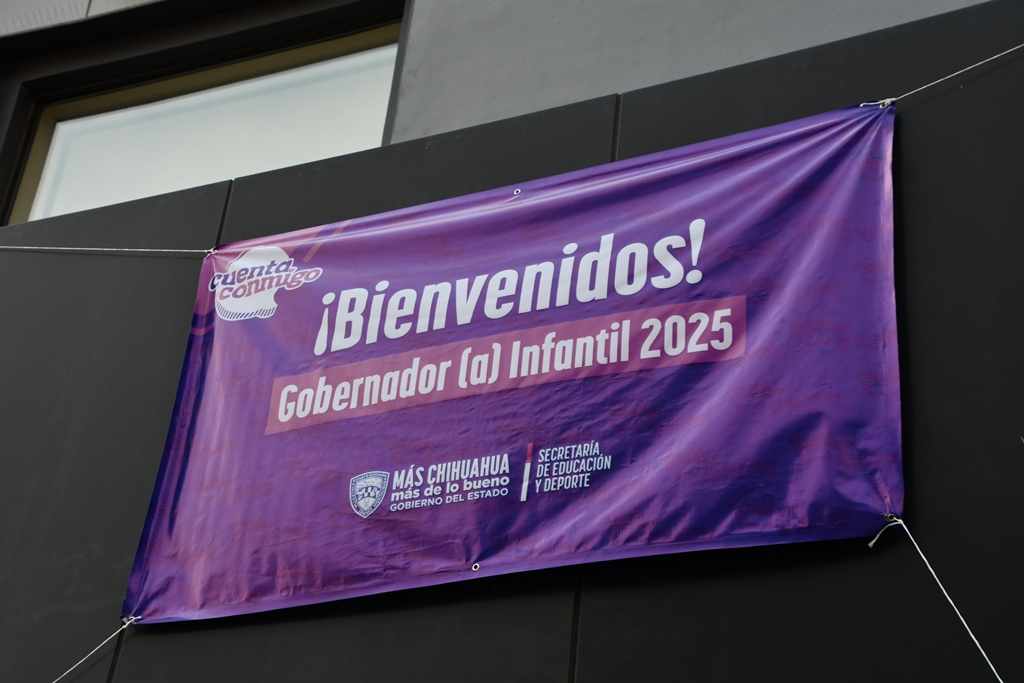 cuenta
conmigo
¡Bienvenidos!
Gobernador (a) Infantil 2025
MÁS CHIHUAHUA
más de lo bueno
GOBIERNO DEL ESTADO
SECRETARÍA
DE EDUCACIÓN
Y DEPORTE